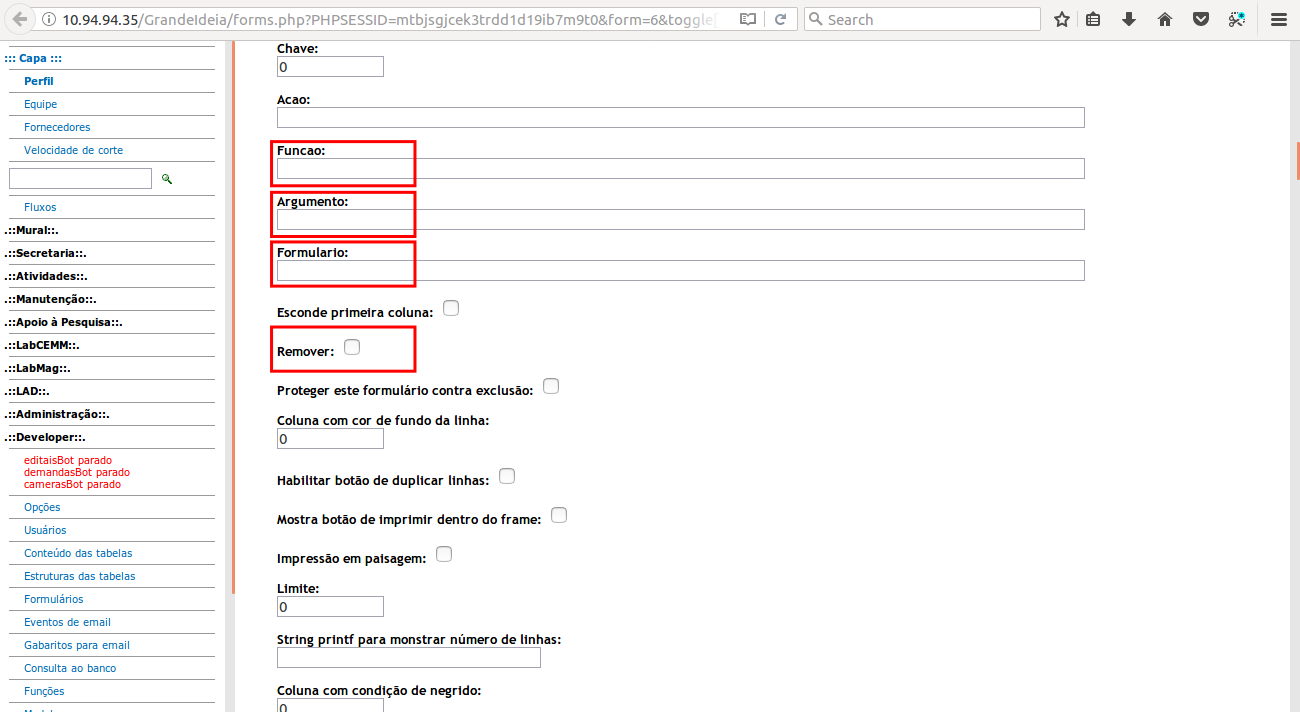 10.94.94.35/GrandeIdeia/forms.php?PHPSESSID=mtbjsgjcek3trdd1d19ib7m9t0&form=6&toggle
Search
::: Capa :::
Perfil
Equipe
Fornecedores
Velocidade de corte
Fluxos
.::Mural::.
.::Secretaria::.
.::Atividades::.
.::Manutenção::.
.::Apoio à Pesquisa::.
.::LabCEMM::.
.::LabMag::.
.::LAD::.
.::Administração::.
.::Developer::.
editaisBot parado
demandasBot parado
camerasBot parado
Opções
Usuários
Conteúdo das tabelas
Estruturas das tabelas
Formulários
Eventos de email
Gabaritos para email
Consulta ao banco
Funções
Chave:
0
Acao:
Funcao:
Argumento:
Formulario:
Esconde primeira coluna:
Remover:
Proteger este formulário contra exclusão:
Coluna com cor de fundo da linha:
0
Habilitar botão de duplicar linhas:
Mostra botão de imprimir dentro do frame:
Impressão em paisagem:
Limite:
0
String printf para monstrar número de linhas:
Coluna com condição de negrido:
0